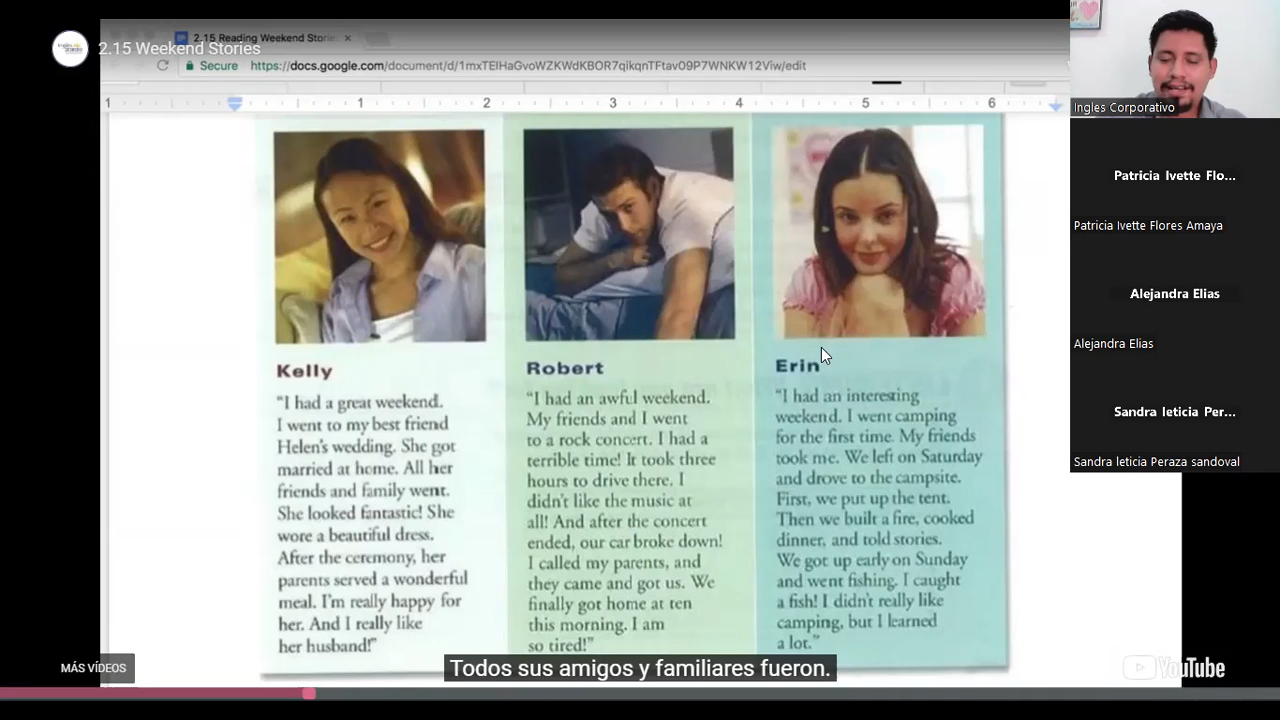 2.15 Reading Weekend Storie
2.15 Weekend Stories
Secure https://docs.google.com/document/d/1mxTEIHaGvoWZKWdKBOR7qikqnTFtav09P7WNKW12Viw/edit
1 1 2 3 4 5 6
Kelly
"I had a great weekend.
I went to my best friend
Helen's wedding. She got
married at home. All her
friends and family went.
She looked fantastic! She
wore a beautiful dress.
After the ceremony, her
parents served a wonderful
meal. I'm really happy for
her. And I really like
her husband!"
Robert
"I had an awful weekend.
My friends and I went
to a rock concert. I had a
terrible time! It took three
hours to drive there. I
didn't like the music at
all! And after the concert
ended, our car broke down!
I called my parents, and
they came and got us. We
finally got home at ten
this morning. I am
so tired!"
Erin
"I had an interesting
weekend. I went camping
for the first time. My friends
took me. We left on Saturday
and drove to the campsite.
First, we put up the tent.
Then we built a fire, cooked
dinner, and told stories.
We got up early on Sunday
and went fishing. I caught
a fish! I didn't really like
camping, but I learned
a lot."
Todos sus amigos y familiares fueron.
MÁS VÍDEOS
YouTube
Ingles Corporativo
Patricia Ivette Flo...
Patricia Ivette Flores Amaya
Alejandra Elias
Alejandra Elias
Sandra leticia Per...
Sandra leticia Peraza sandoval